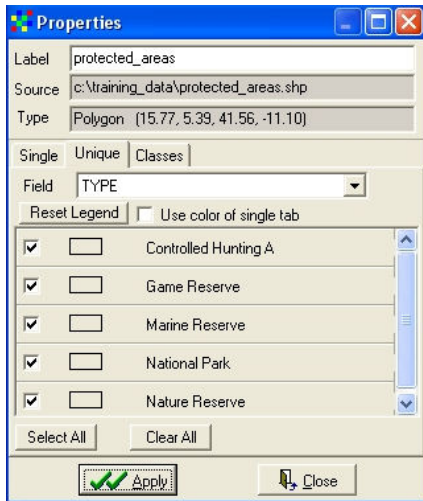 Properties
Label protected_areas
Source c:\training_data\protected_areas.shp
Type Polygon (15.77, 5.39, 41.56, -11.10)
Single Unique Classes
Field TYPE
Reset Legend Use color of single tab
Controlled Hunting A
Game Reserve
Marine Reserve
National Park
Nature Reserve
Select All Clear All
Apply Close